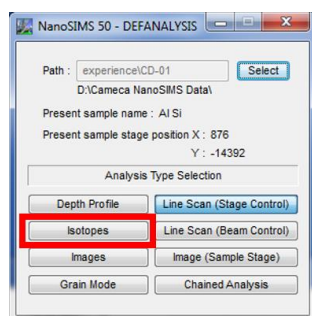 NanoSIMS 50 - DEFANALYSIS
Path : experience\CD-01 Select
D:\Cameca NanoSIMS Data\
Present sample name : Al Si
Present sample stage position X : 876
Y : -14392
Analysis Type Selection
Depth Profile Line Scan (Stage Control)
Isotopes Line Scan (Beam Control)
Images Image (Sample Stage)
Grain Mode Chained Analysis